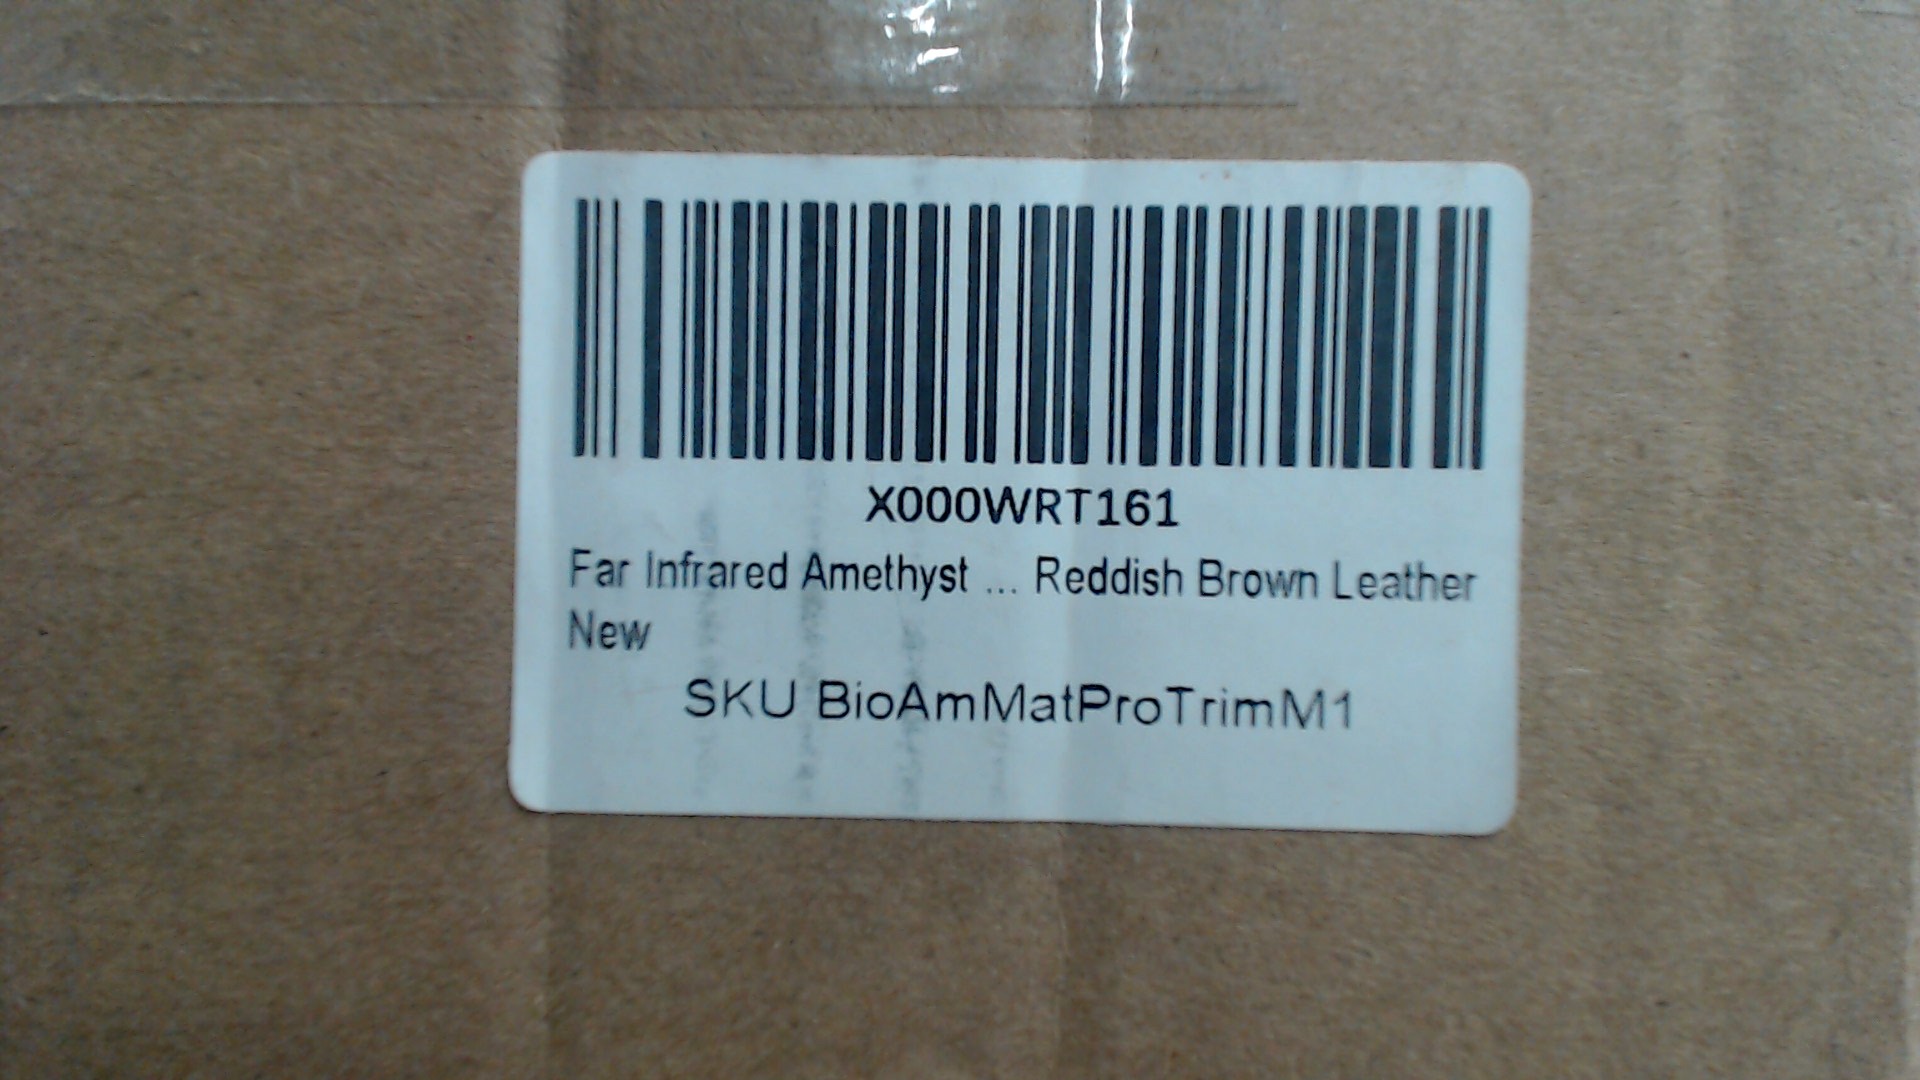 X000WRT161
Far Infrared Amethyst ... Reddish Brown Leather
New
SKU BioAmMatProTrimM1